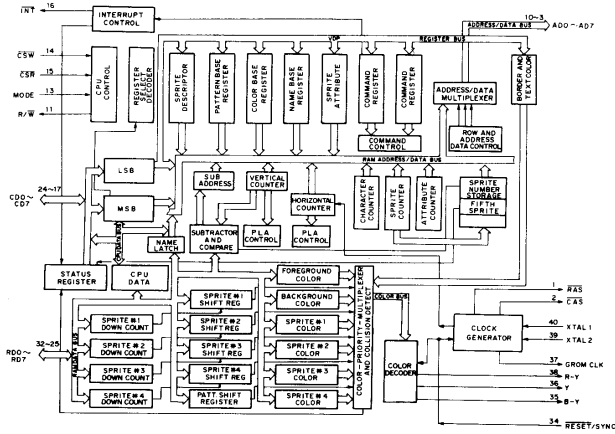 INT 16
INTERRUPT CONTROL
10~3
ADDRESS/DATA BUS
AD0~AD7
VDP
REGISTER BUS
CSW 14
CSR 15
MODE 13
R/W 11
CPU CONTROL
REGISTER SELECT DECODER
SPRITE DESCRIPTOR
PATTERN BASE REGISTER
COLOR BASE REGISTER
NAME BASE REGISTER
SPRITE ATTRIBUTE
COMMAND REGISTER
COMMAND REGISTER
COMMAND CONTROL
ADDRESS/DATA MULTIPLEXER
ROW AND ADDRESS DATA CONTROL
BORDER AND TEXT COLOR
RAM ADDRESS/DATA BUS
LSB
MSB
24~17
CD0~ CD7
CPU DATA BUS
SUB ADDRESS
VERTICAL COUNTER
HORIZONTAL COUNTER
CHARACTER COUNTER
SPRITE COUNTER
ATTRIBUTE COUNTER
SPRITE NUMBER STORAGE
FIFTH SPRITE
NAME LATCH
SUBTRACTOR AND COMPARE
PLA CONTROL
PLA CONTROL
STATUS REGISTER
CPU DATA
FOREGROUND COLOR
BACKGROUND COLOR
SPRITE #1 COLOR
SPRITE #2 COLOR
SPRITE #3 COLOR
SPRITE #4 COLOR
SPRITE #1 SHIFT REG
SPRITE #2 SHIFT REG
SPRITE #3 SHIFT REG
SPRITE #4 SHIFT REG
PATT. SHIFT REGISTER
SPRITE #1 DOWN COUNT
SPRITE #2 DOWN COUNT
SPRITE #3 DOWN COUNT
SPRITE #4 DOWN COUNT
32~25
RD0~ RD7
RAM DATA BUS
COLOR-PRIORITY-MULTIPLEXER AND COLLISION DETECT
COLOR BUS
COLOR DECODER
CLOCK GENERATOR
1 RAS
2 CAS
40 XTAL 1
39 XTAL 2
37 GROM CLK
38 R-Y
36 Y
35 B-Y
34 RESET/SYNC